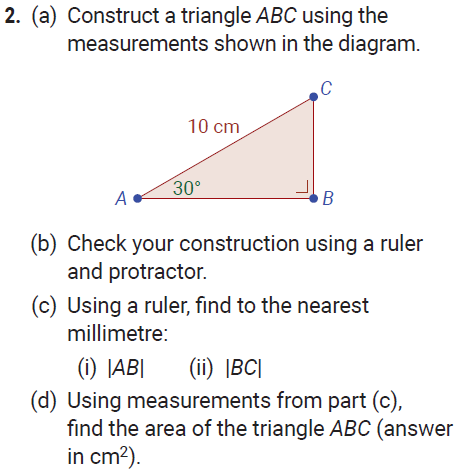 2. (a) Construct a triangle ABC using the
measurements shown in the diagram.
C
10 cm
30°
A
B
(b) Check your construction using a ruler
and protractor.
(c) Using a ruler, find to the nearest
millimetre:
(i) |AB| (ii) |BC|
(d) Using measurements from part (c),
find the area of the triangle ABC (answer
in cm²).